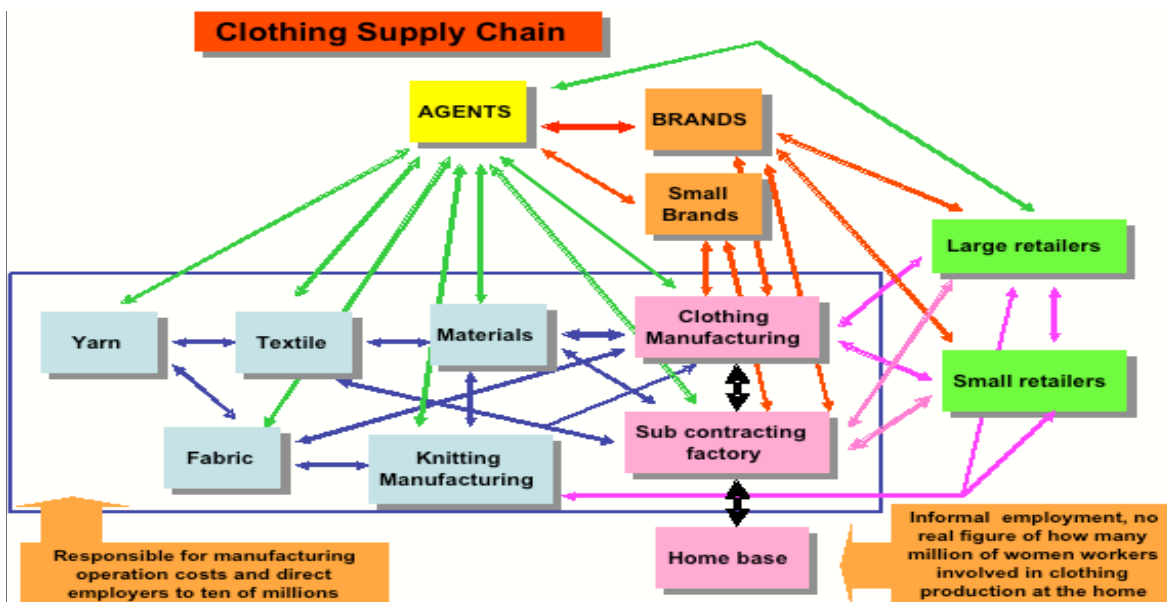 Clothing Supply Chain
AGENTS
BRANDS
Small
Brands
Large retailers
Yarn
Textile
Materials
Clothing
Manufacturing
Small retailers
Fabric
Knitting
Manufacturing
Sub contracting
factory
Responsible for manufacturing
operation costs and direct
employers to ten of millions
Home base
Informal employment, no
real figure of how many
million of women workers
involved in clothing
production at the home